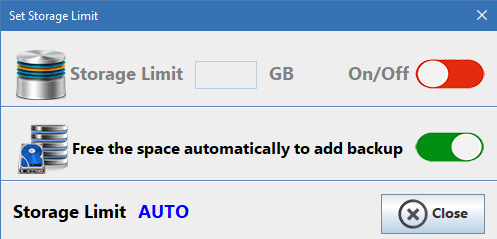 Set Storage Limit
Storage Limit GB On/Off
Free the space automatically to add backup
Storage Limit AUTO Close